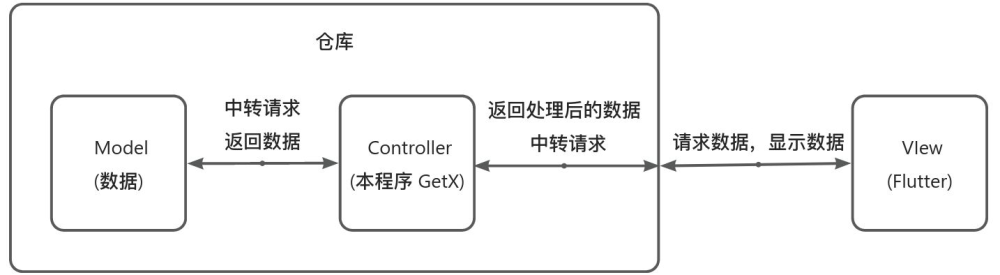 仓库
中转请求
返回数据
返回处理后的数据
中转请求
请求数据，显示数据
Model
(数据)
Controller
(本程序 GetX)
VIew
(Flutter)